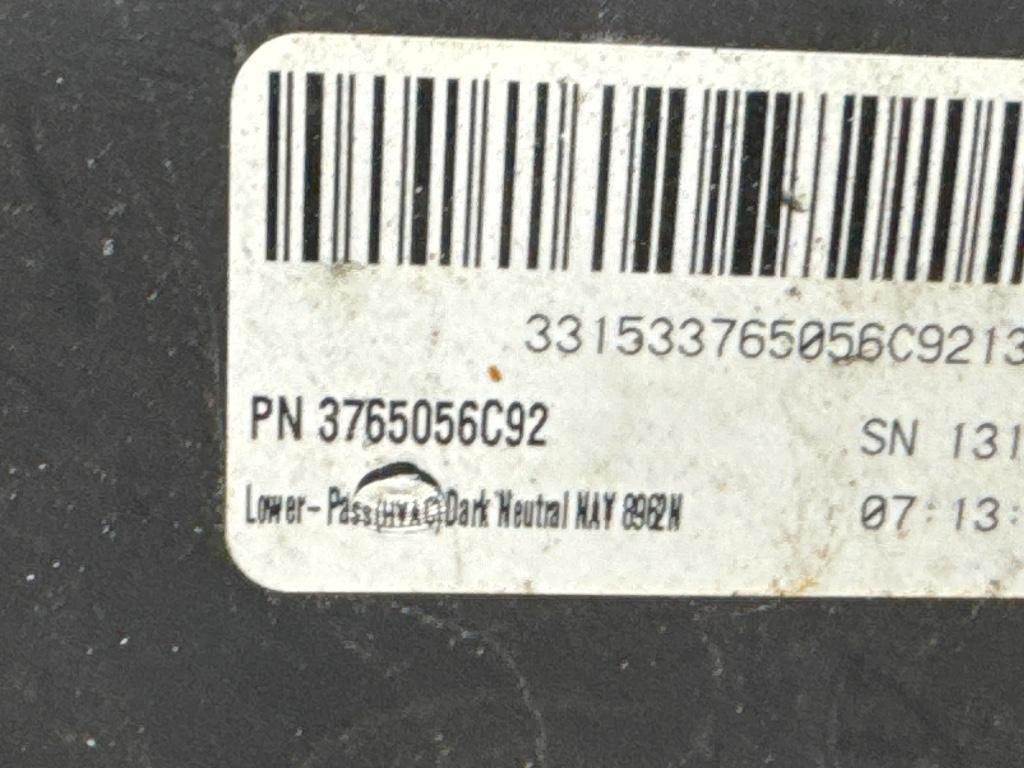 331533765056C9213
PN 3765056C92
SN 131
Lower-Pass(HVAC)Dark Neutral NAY 8962N
07:13: